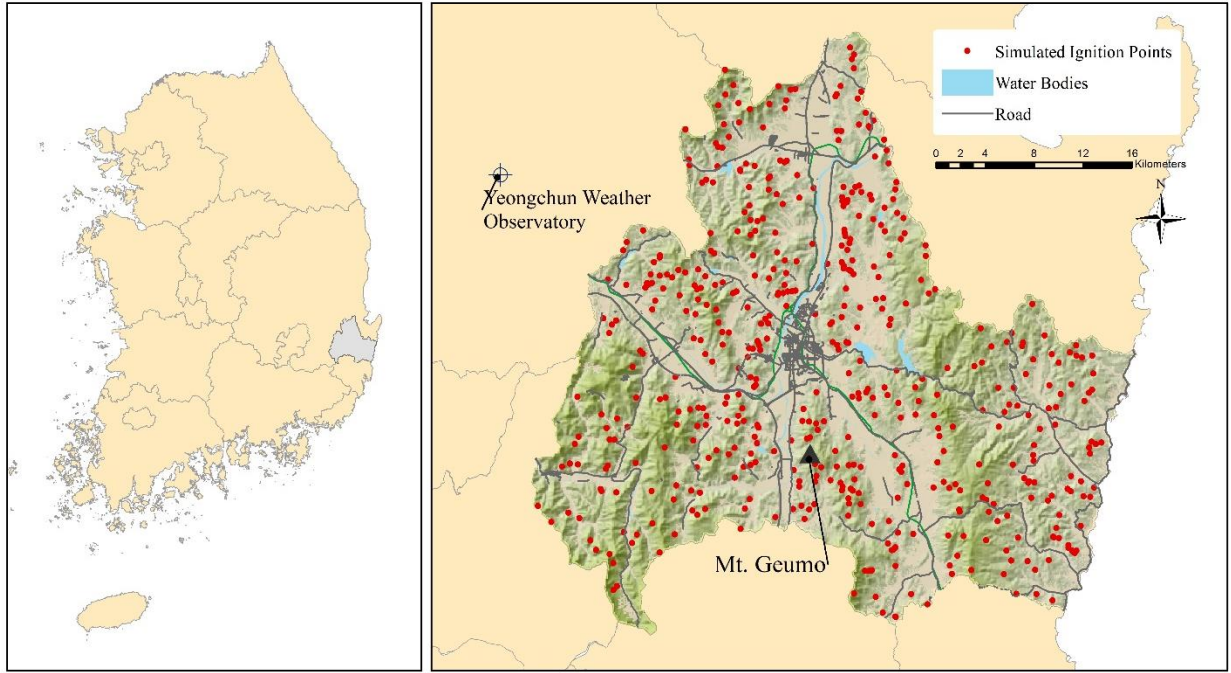 Simulated Ignition Points
Water Bodies
Road
0 2 4 8 12 16
Kilometers
N
Yeongchun Weather
Observatory
Mt. Geumo